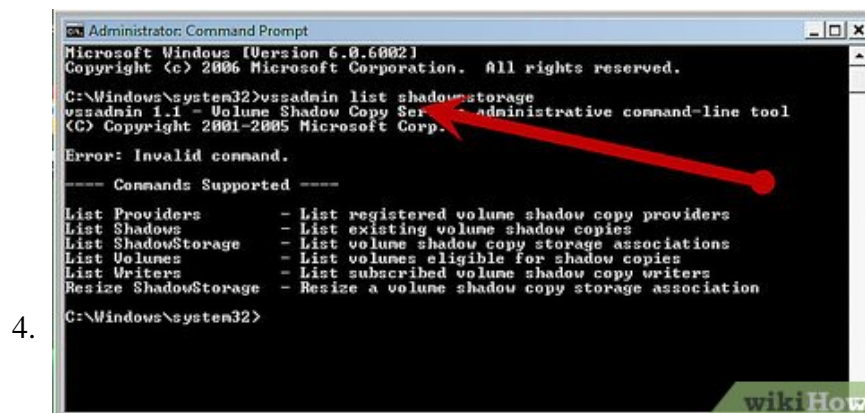 Administrator: Command Prompt
Microsoft Windows [Version 6.0.6002]
Copyright (c) 2006 Microsoft Corporation. All rights reserved.
C:\Windows\system32>vssadmin list shadowestorage
vssadmin 1.1 - Volume Shadow Copy Service administrative command-line tool
(C) Copyright 2001-2005 Microsoft Corp.
Error: Invalid command.
---- Commands Supported ----
List Providers - List registered volume shadow copy providers
List Shadows - List existing volume shadow copies
List ShadowStorage - List volume shadow copy storage associations
List Volumes - List volumes eligible for shadow copies
List Writers - List subscribed volume shadow copy writers
Resize ShadowStorage - Resize a volume shadow copy storage association
C:\Windows\system32>
4.
wikiHow